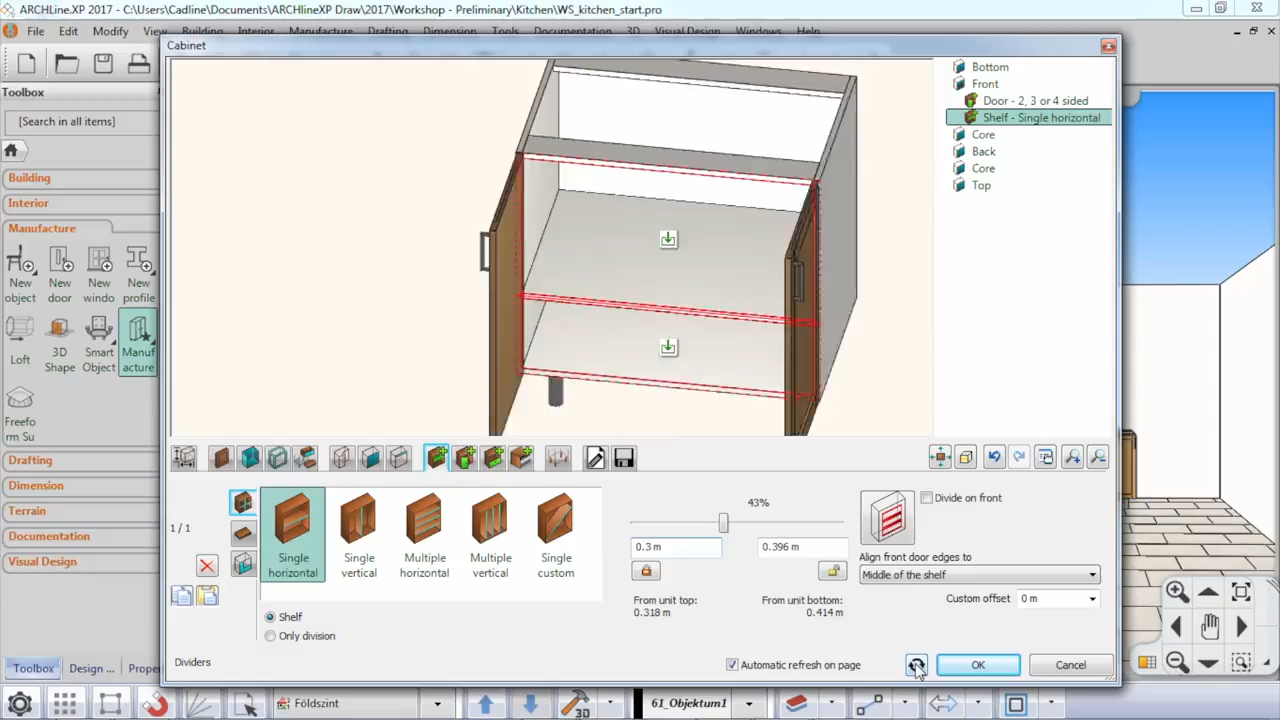 ARCHLine.XP 2017 - C:\Users\Cadline\Documents\ARCHlineXP Draw\2017\Workshop - Preliminary\Kitchen\WS_kitchen_start.pro
File Edit Modify View Building Interior Manufacture Drafting Dimension Tools Documentation 3D Visual Design Windows Help
Cabinet
Toolbox
[Search in all items]
Building
Interior
Manufacture
New object
New door
New windo
New profile
Loft
3D Shape
Smart Object
Manuf acture
Freefo rm Su
Drafting
Dimension
Terrain
Documentation
Visual Design
Bottom
Front
Door - 2, 3 or 4 sided
Shelf - Single horizontal
Core
Back
Core
Top
1 / 1
Single horizontal
Single vertical
Multiple horizontal
Multiple vertical
Single custom
Shelf
Only division
Dividers
43%
0.3 m
0.396 m
From unit top:
0.318 m
From unit bottom:
0.414 m
Divide on front
Align front door edges to
Middle of the shelf
Custom offset 0 m
Automatic refresh on page
OK
Cancel
Toolbox Design ... Prope
3D
Földszint
61_Objektum1